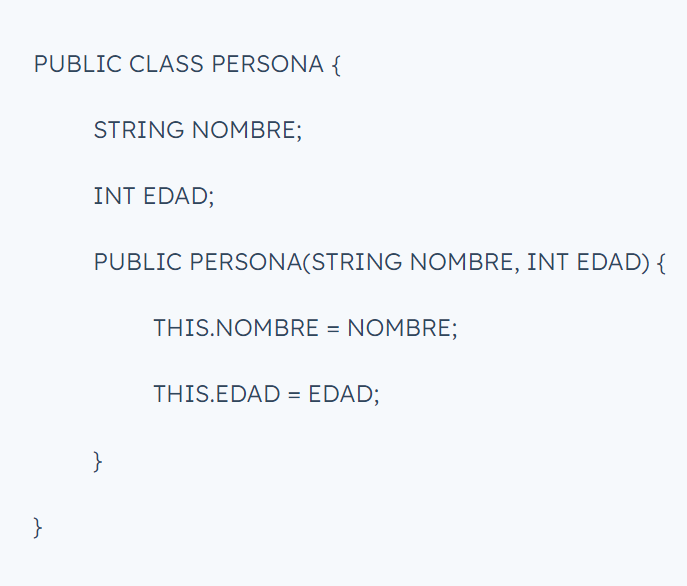 PUBLIC CLASS PERSONA {
STRING NOMBRE;
INT EDAD;
PUBLIC PERSONA(STRING NOMBRE, INT EDAD) {
THIS.NOMBRE = NOMBRE;
THIS.EDAD = EDAD;
}
}